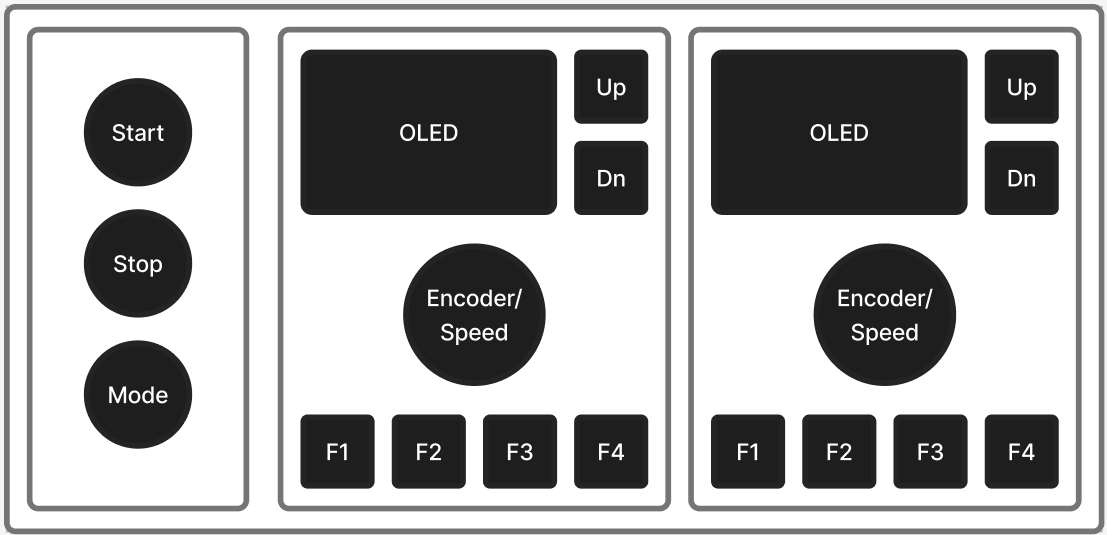 Start
Stop
Mode
OLED
Up
Dn
Encoder/
Speed
F1
F2
F3
F4
OLED
Up
Dn
Encoder/
Speed
F1
F2
F3
F4